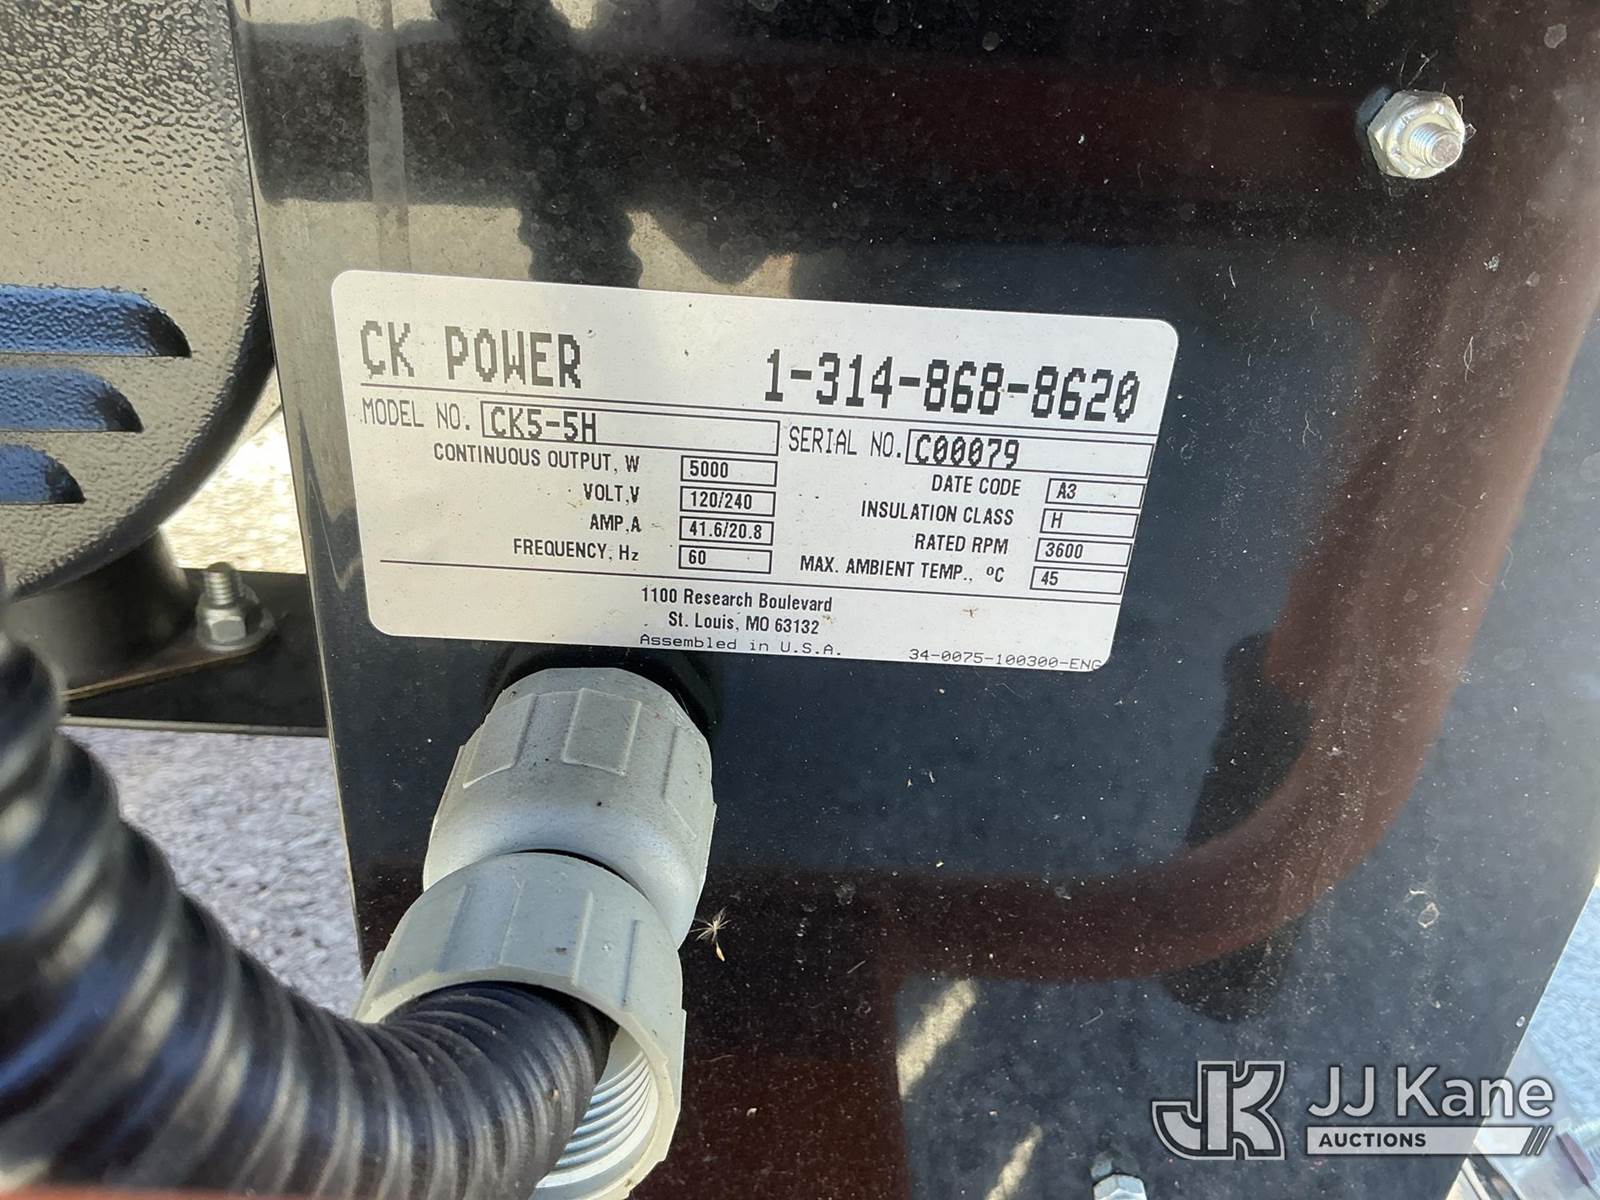 CK POWER 1-314-868-8620
MODEL NO. CK5-5H SERIAL NO. C00079
CONTINUOUS OUTPUT, W 5000 DATE CODE A3
VOLT,V 120/240 INSULATION CLASS H
AMP,A 41.6/20.8 RATED RPM 3600
FREQUENCY, Hz 60 MAX. AMBIENT TEMP., ºC 45
1100 Research Boulevard
St. Louis, MO 63132
Assembled in U.S.A. 34-0075-100300-ENG
JK JJ Kane
AUCTIONS